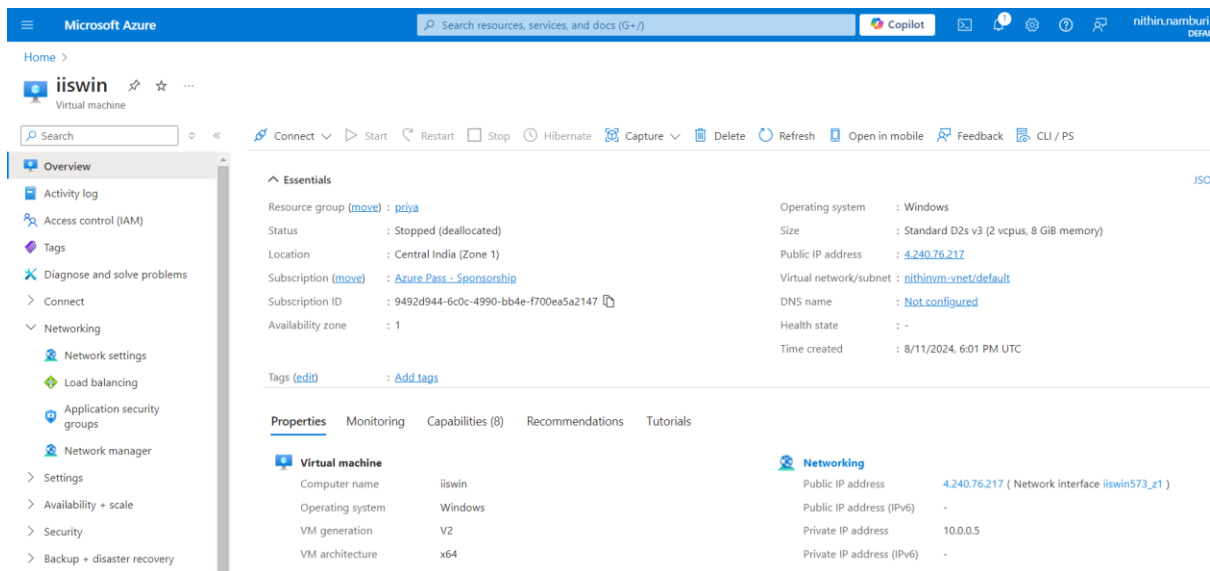 Microsoft Azure
Search resources, services, and docs (G+/)
Copilot
1
nithin.namburi
DEFAU
Home >
iiswin
Virtual machine
Search
Connect
Start
Restart
Stop
Hibernate
Capture
Delete
Refresh
Open in mobile
Feedback
CLI / PS
Overview
Activity log
Access control (IAM)
Tags
Diagnose and solve problems
Connect
Networking
Network settings
Load balancing
Application security
groups
Network manager
Settings
Availability + scale
Security
Backup + disaster recovery
Essentials
JSO
Resource group (move) : priya
Status : Stopped (deallocated)
Location : Central India (Zone 1)
Subscription (move) : Azure Pass - Sponsorship
Subscription ID : 9492d944-6c0c-4990-bb4e-f700ea5a2147
Availability zone : 1
Operating system : Windows
Size : Standard D2s v3 (2 vcpus, 8 GiB memory)
Public IP address : 4.240.76.217
Virtual network/subnet : nithinvm-vnet/default
DNS name : Not configured
Health state : -
Time created : 8/11/2024, 6:01 PM UTC
Tags (edit) : Add tags
Properties
Monitoring
Capabilities (8)
Recommendations
Tutorials
Virtual machine
Computer name iiswin
Operating system Windows
VM generation V2
VM architecture x64
Networking
Public IP address 4.240.76.217 ( Network interface iiswin573_z1 )
Public IP address (IPv6) -
Private IP address 10.0.0.5
Private IP address (IPv6) -